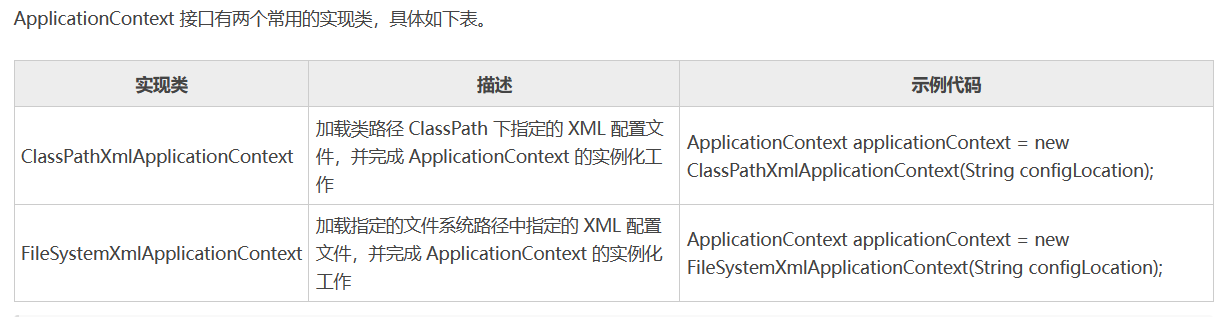 ApplicationContext 接口有两个常用的实现类，具体如下表。
实现类
描述
示例代码
ClassPathXmlApplicationContext
加载类路径 ClassPath 下指定的 XML 配置文
件，并完成 ApplicationContext 的实例化工
作
ApplicationContext applicationContext = new
ClassPathXmlApplicationContext(String configLocation);
FileSystemXmlApplicationContext
加载指定的文件系统路径中指定的 XML 配置
文件，并完成 ApplicationContext 的实例化
工作
ApplicationContext applicationContext = new
FileSystemXmlApplicationContext(String configLocation);